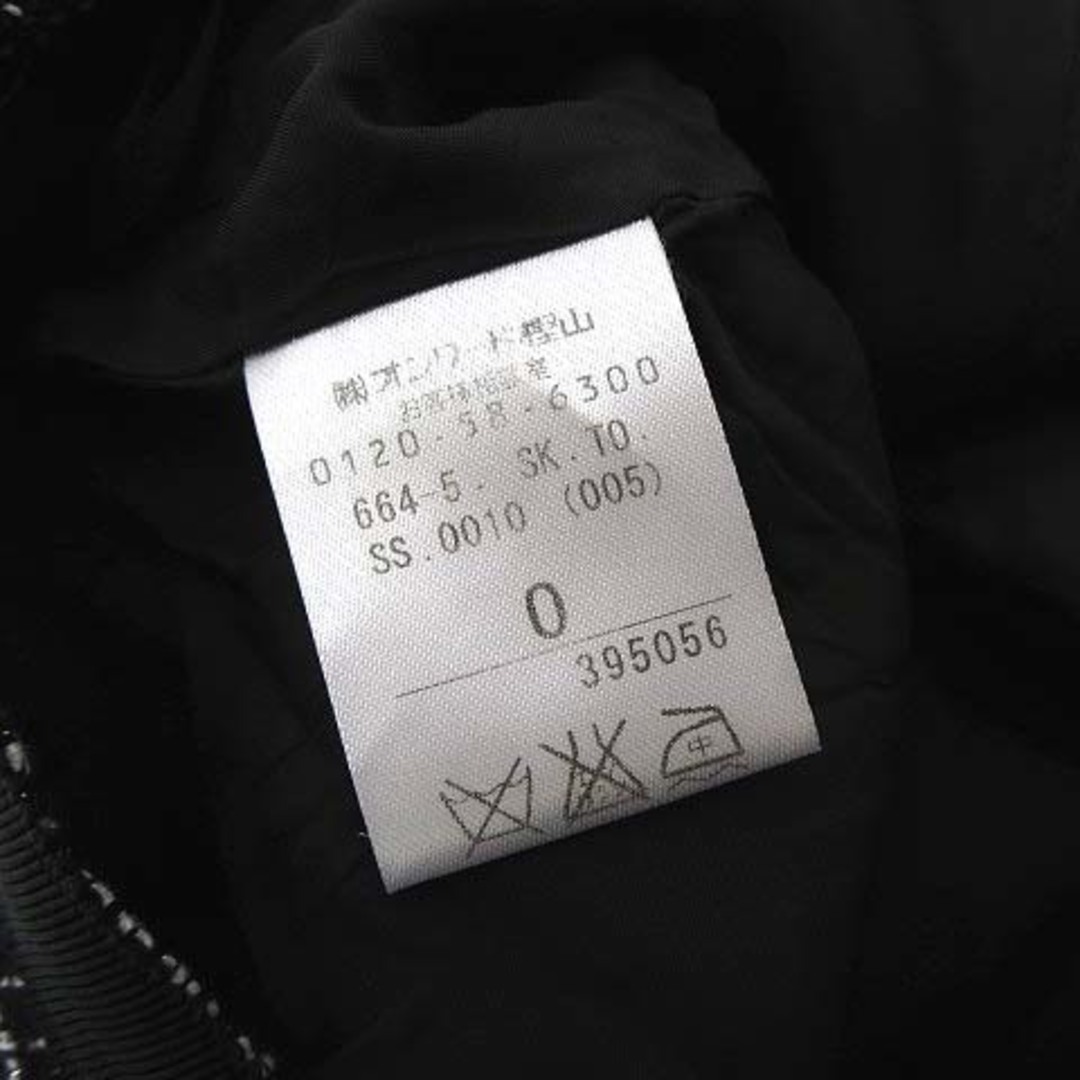 ㈱オンワード樫山
お客様相談室
0120-58-6300
664-5. SK.TO.
SS.0010 (005)
0
395056
中